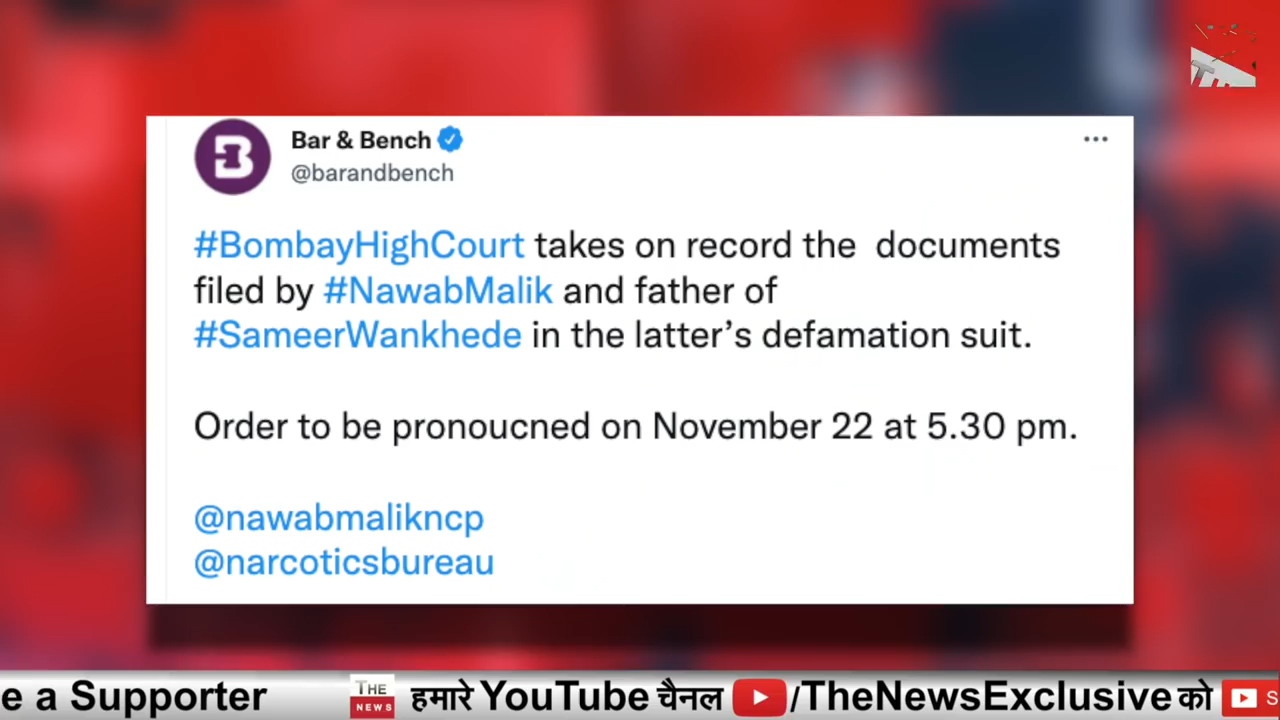 Bar & Bench
@barandbench
#BombayHighCourt takes on record the documents
filed by #NawabMalik and father of
#SameerWankhede in the latter’s defamation suit.
Order to be pronoucned on November 22 at 5.30 pm.
@nawabmalikncp
@narcoticsbureau
e a Supporter THE NEWS हमारे YouTube चैनल /TheNewsExclusive को S